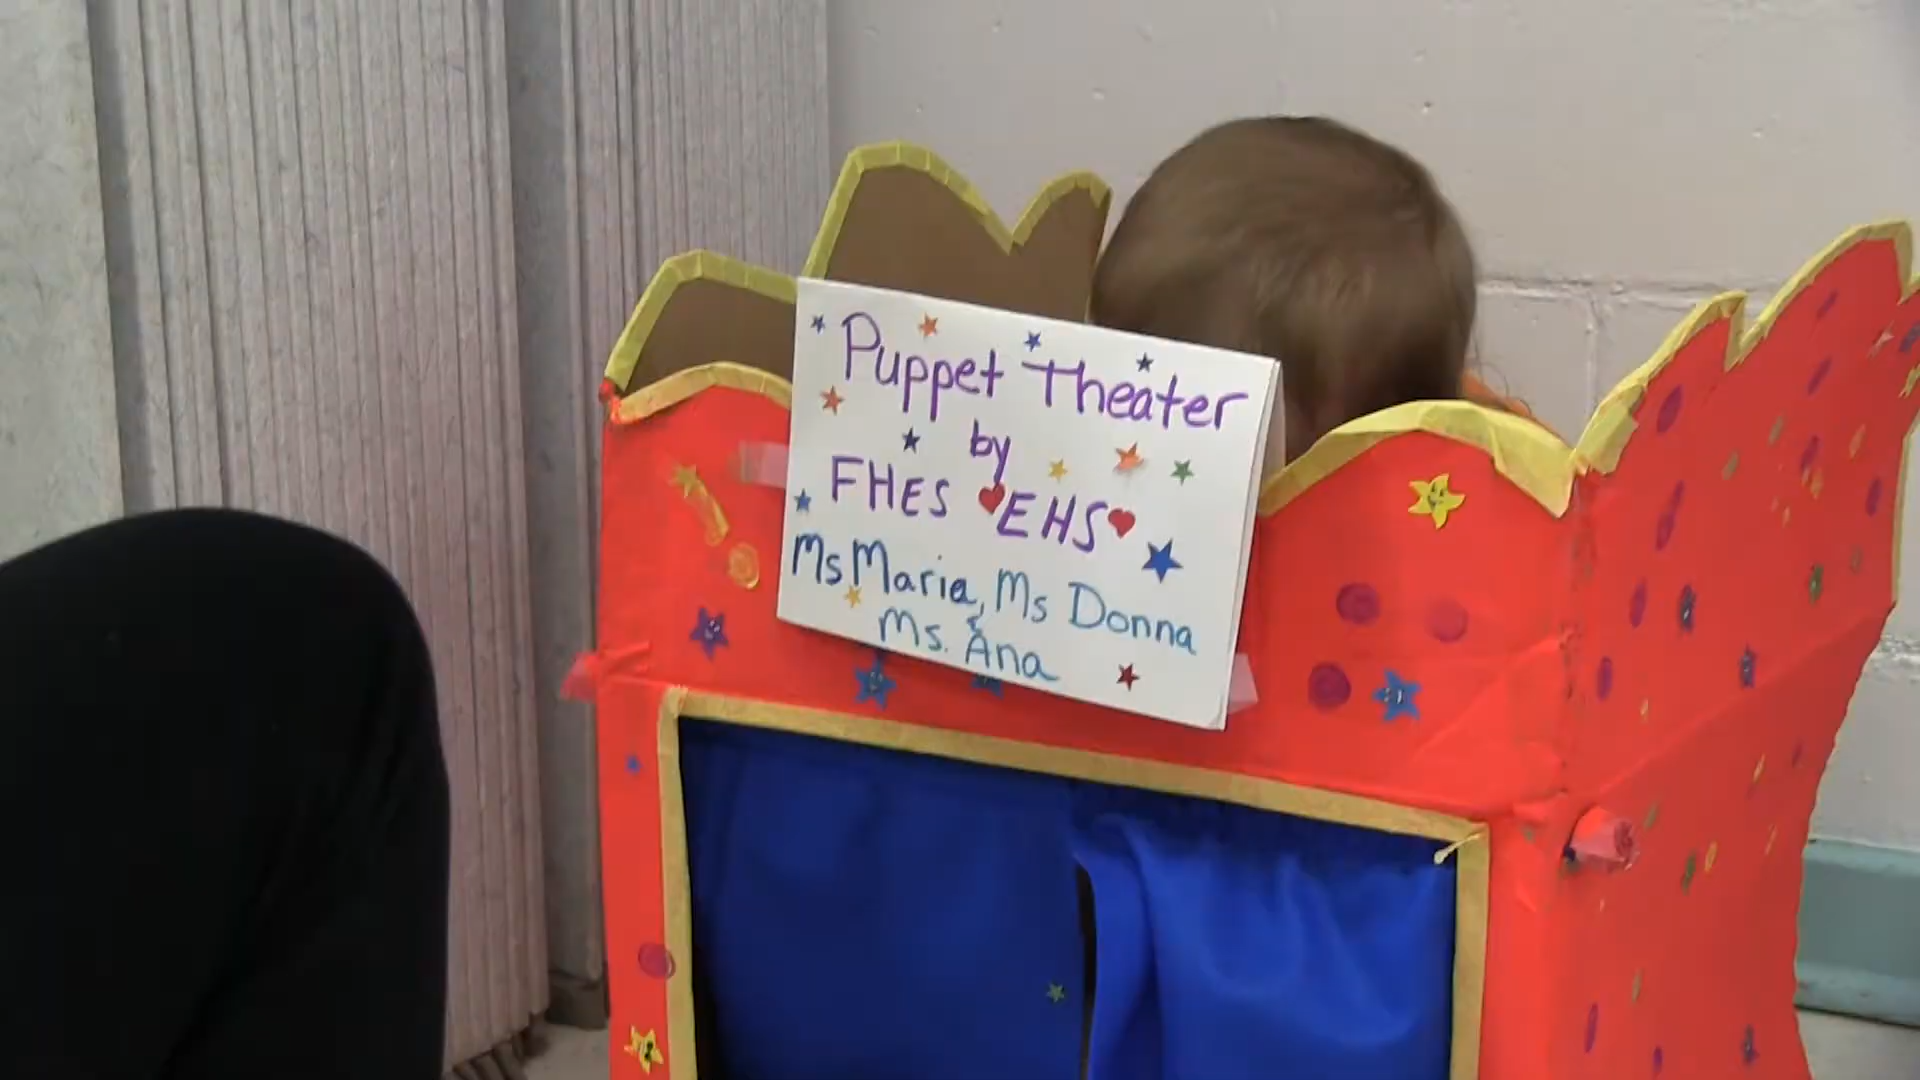 Puppet Theater
by
FHES EHS
Ms Maria, Ms Donna
& Ms. Ana